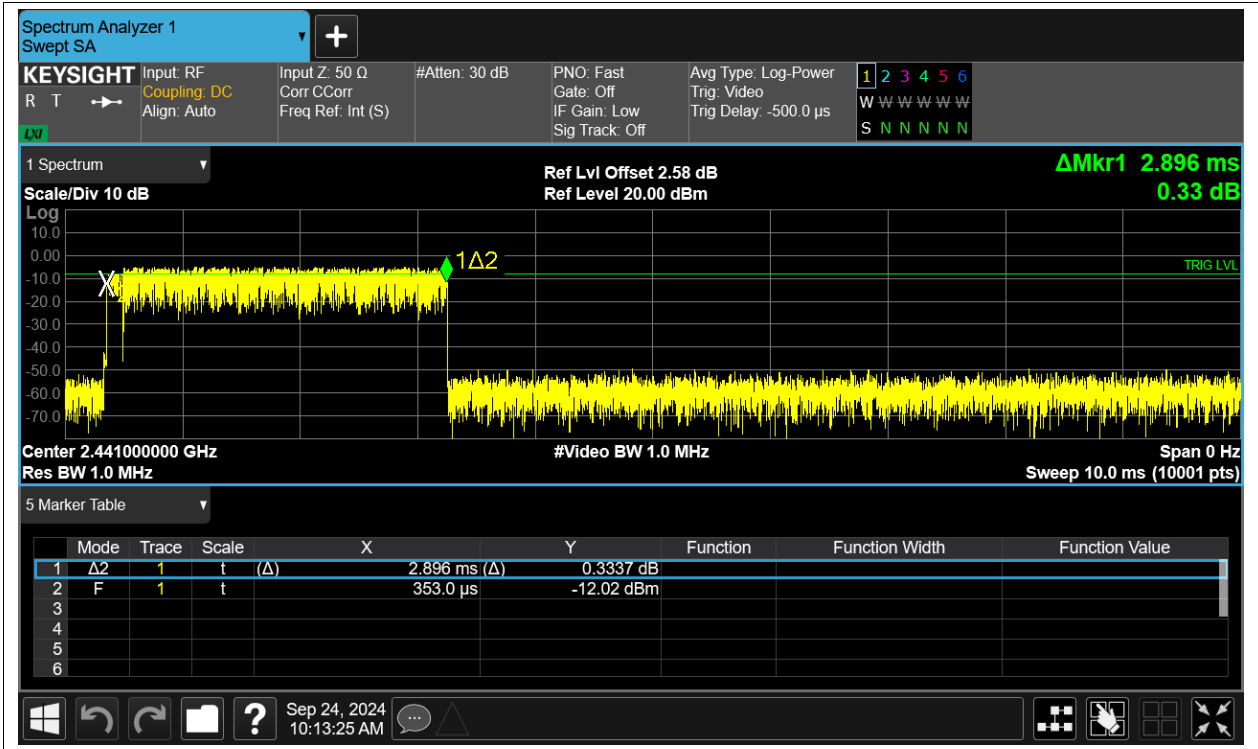 Spectrum Analyzer 1
Swept SA
KEYSIGHT
R T
LXI
Input: RF
Coupling: DC
Align: Auto
Input Z: 50 Ω
Corr CCorr
Freq Ref: Int (S)
#Atten: 30 dB
PNO: Fast
Gate: Off
IF Gain: Low
Sig Track: Off
Avg Type: Log-Power
Trig: Video
Trig Delay: -500.0 µs
1 2 3 4 5 6
W W W W W W
S N N N N N
1 Spectrum
Scale/Div 10 dB
Ref Lvl Offset 2.58 dB
Ref Level 20.00 dBm
ΔMkr1 2.896 ms
0.33 dB
Log
10.0
0.00
-10.0
-20.0
-30.0
-40.0
-50.0
-60.0
-70.0
1Δ2
TRIG LVL
Center 2.441000000 GHz
#Video BW 1.0 MHz
Span 0 Hz
Res BW 1.0 MHz
Sweep 10.0 ms (10001 pts)
5 Marker Table
Mode Trace Scale X Y Function Function Width Function Value
1 Δ2 1 t (Δ) 2.896 ms (Δ) 0.3337 dB
2 F 1 t 353.0 µs -12.02 dBm
3
4
5
6
Sep 24, 2024
10:13:25 AM